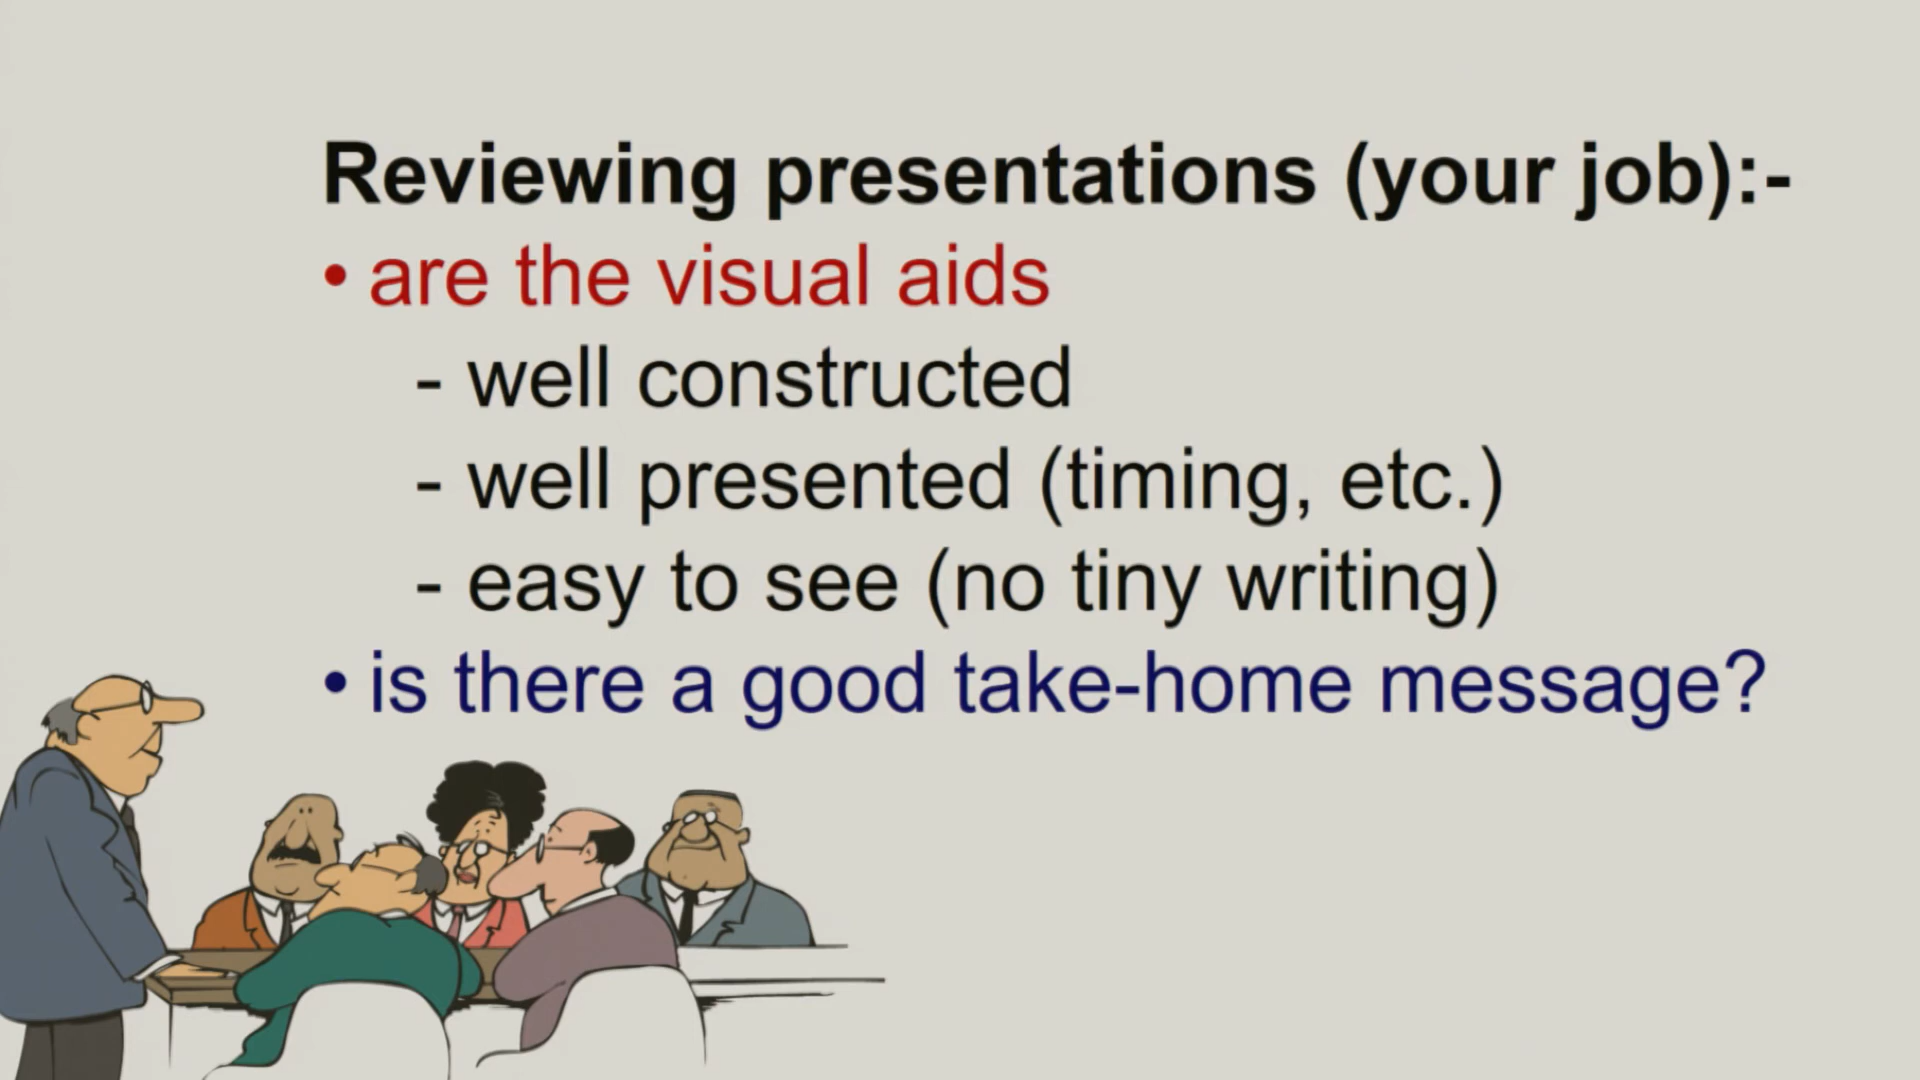 Reviewing presentations (your job):-
• are the visual aids
- well constructed
- well presented (timing, etc.)
- easy to see (no tiny writing)
• is there a good take-home message?